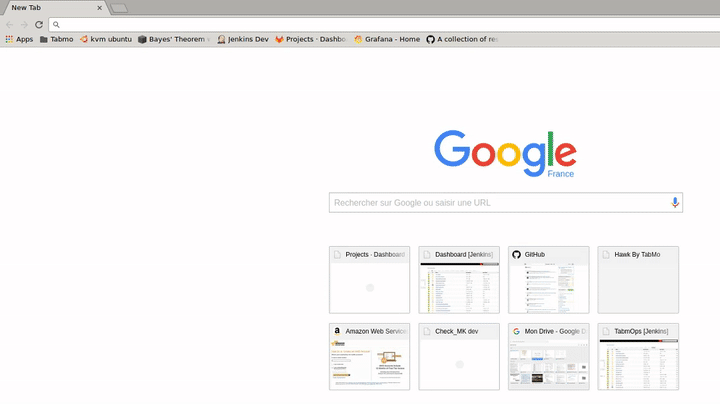 New Tab
Apps Tabmo kvm ubuntu Bayes' Theorem Jenkins Dev Projects · Dashbo Grafana - Home A collection of res
Google
France
Rechercher sur Google ou saisir une URL
Projects · Dashboard Dashboard [Jenkins] GitHub Hawk By TabMo
Amazon Web Service Check_MK dev Mon Drive - Google D TabmOps [Jenkins]